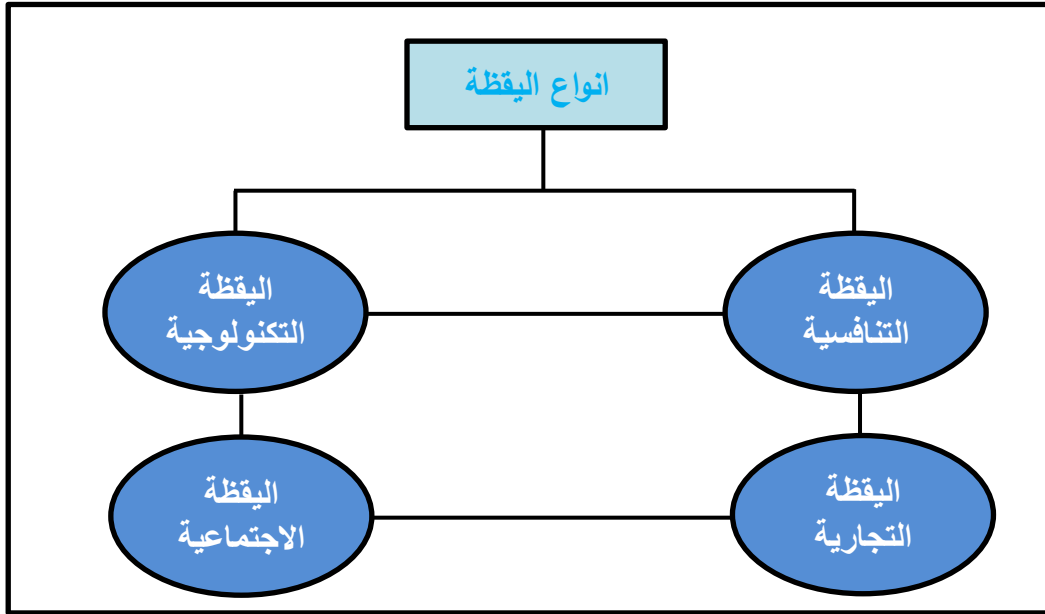 انواع اليقظة
اليقظة
التنافسية
اليقظة
التكنولوجية
اليقظة
التجارية
اليقظة
الاجتماعية